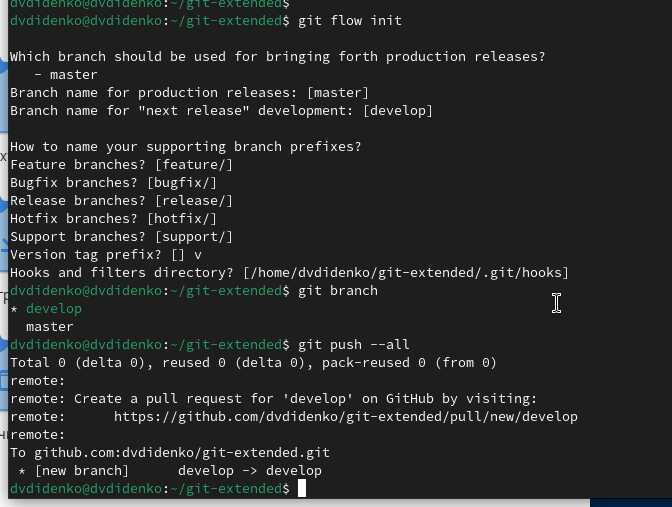 dvdidenko@dvdidenko:~/git-extended$
dvdidenko@dvdidenko:~/git-extended$ git flow init

Which branch should be used for bringing forth production releases?
   - master
Branch name for production releases: [master]
Branch name for "next release" development: [develop]

How to name your supporting branch prefixes?
Feature branches? [feature/]
Bugfix branches? [bugfix/]
Release branches? [release/]
Hotfix branches? [hotfix/]
Support branches? [support/]
Version tag prefix? [] v
Hooks and filters directory? [/home/dvdidenko/git-extended/.git/hooks]
dvdidenko@dvdidenko:~/git-extended$ git branch
* develop
  master
dvdidenko@dvdidenko:~/git-extended$ git push --all
Total 0 (delta 0), reused 0 (delta 0), pack-reused 0 (from 0)
remote:
remote: Create a pull request for 'develop' on GitHub by visiting:
remote:      https://github.com/dvdidenko/git-extended/pull/new/develop
remote:
To github.com:dvdidenko/git-extended.git
 * [new branch]      develop -> develop
dvdidenko@dvdidenko:~/git-extended$